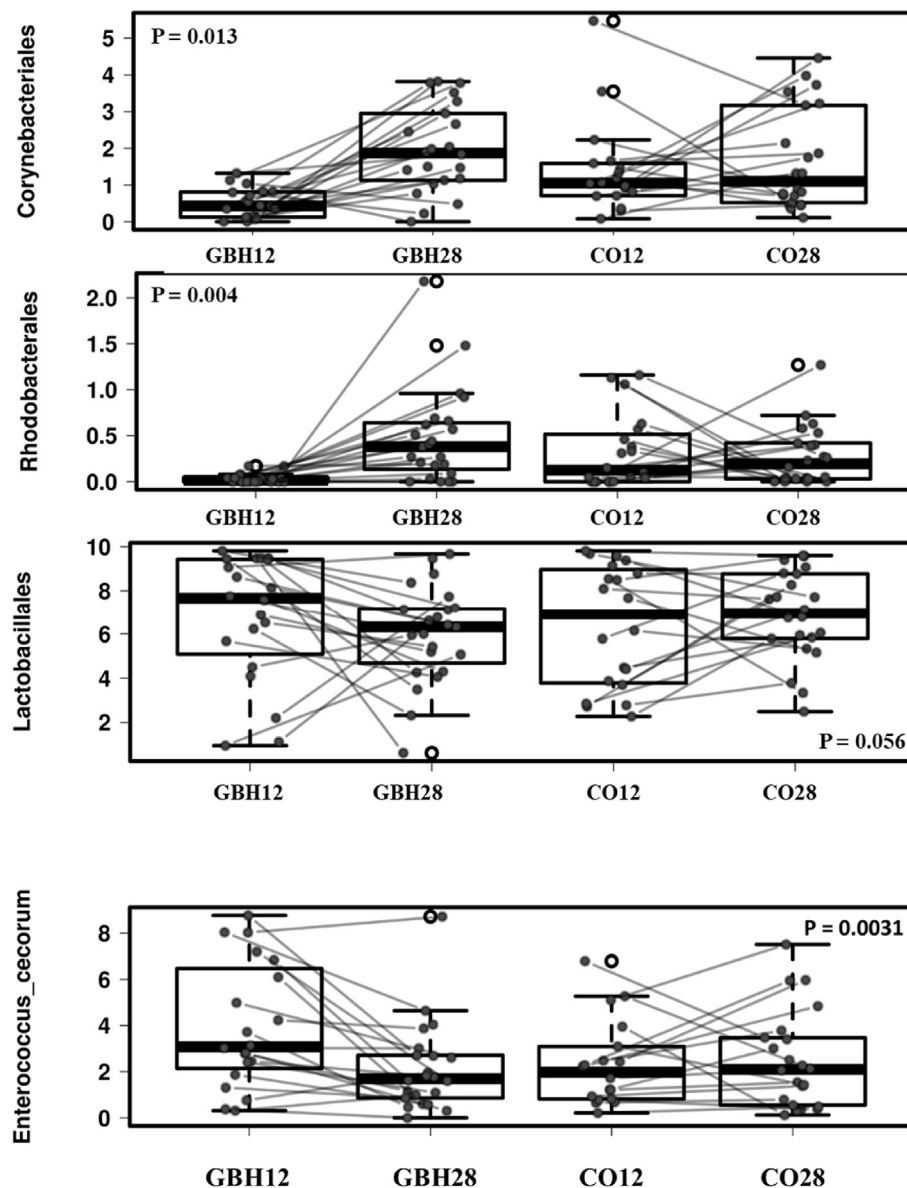 Corynebacteriales
P = 0.013
5
4
3
2
1
0
GBH12 GBH28 CO12 CO28
Rhodobacterales
P = 0.004
2.0
1.5
1.0
0.5
0.0
GBH12 GBH28 CO12 CO28
Lactobacillales
10
8
6
4
2
P = 0.056
GBH12 GBH28 CO12 CO28
Enterococcus_cecorum
P = 0.0031
8
6
4
2
0
GBH12 GBH28 CO12 CO28